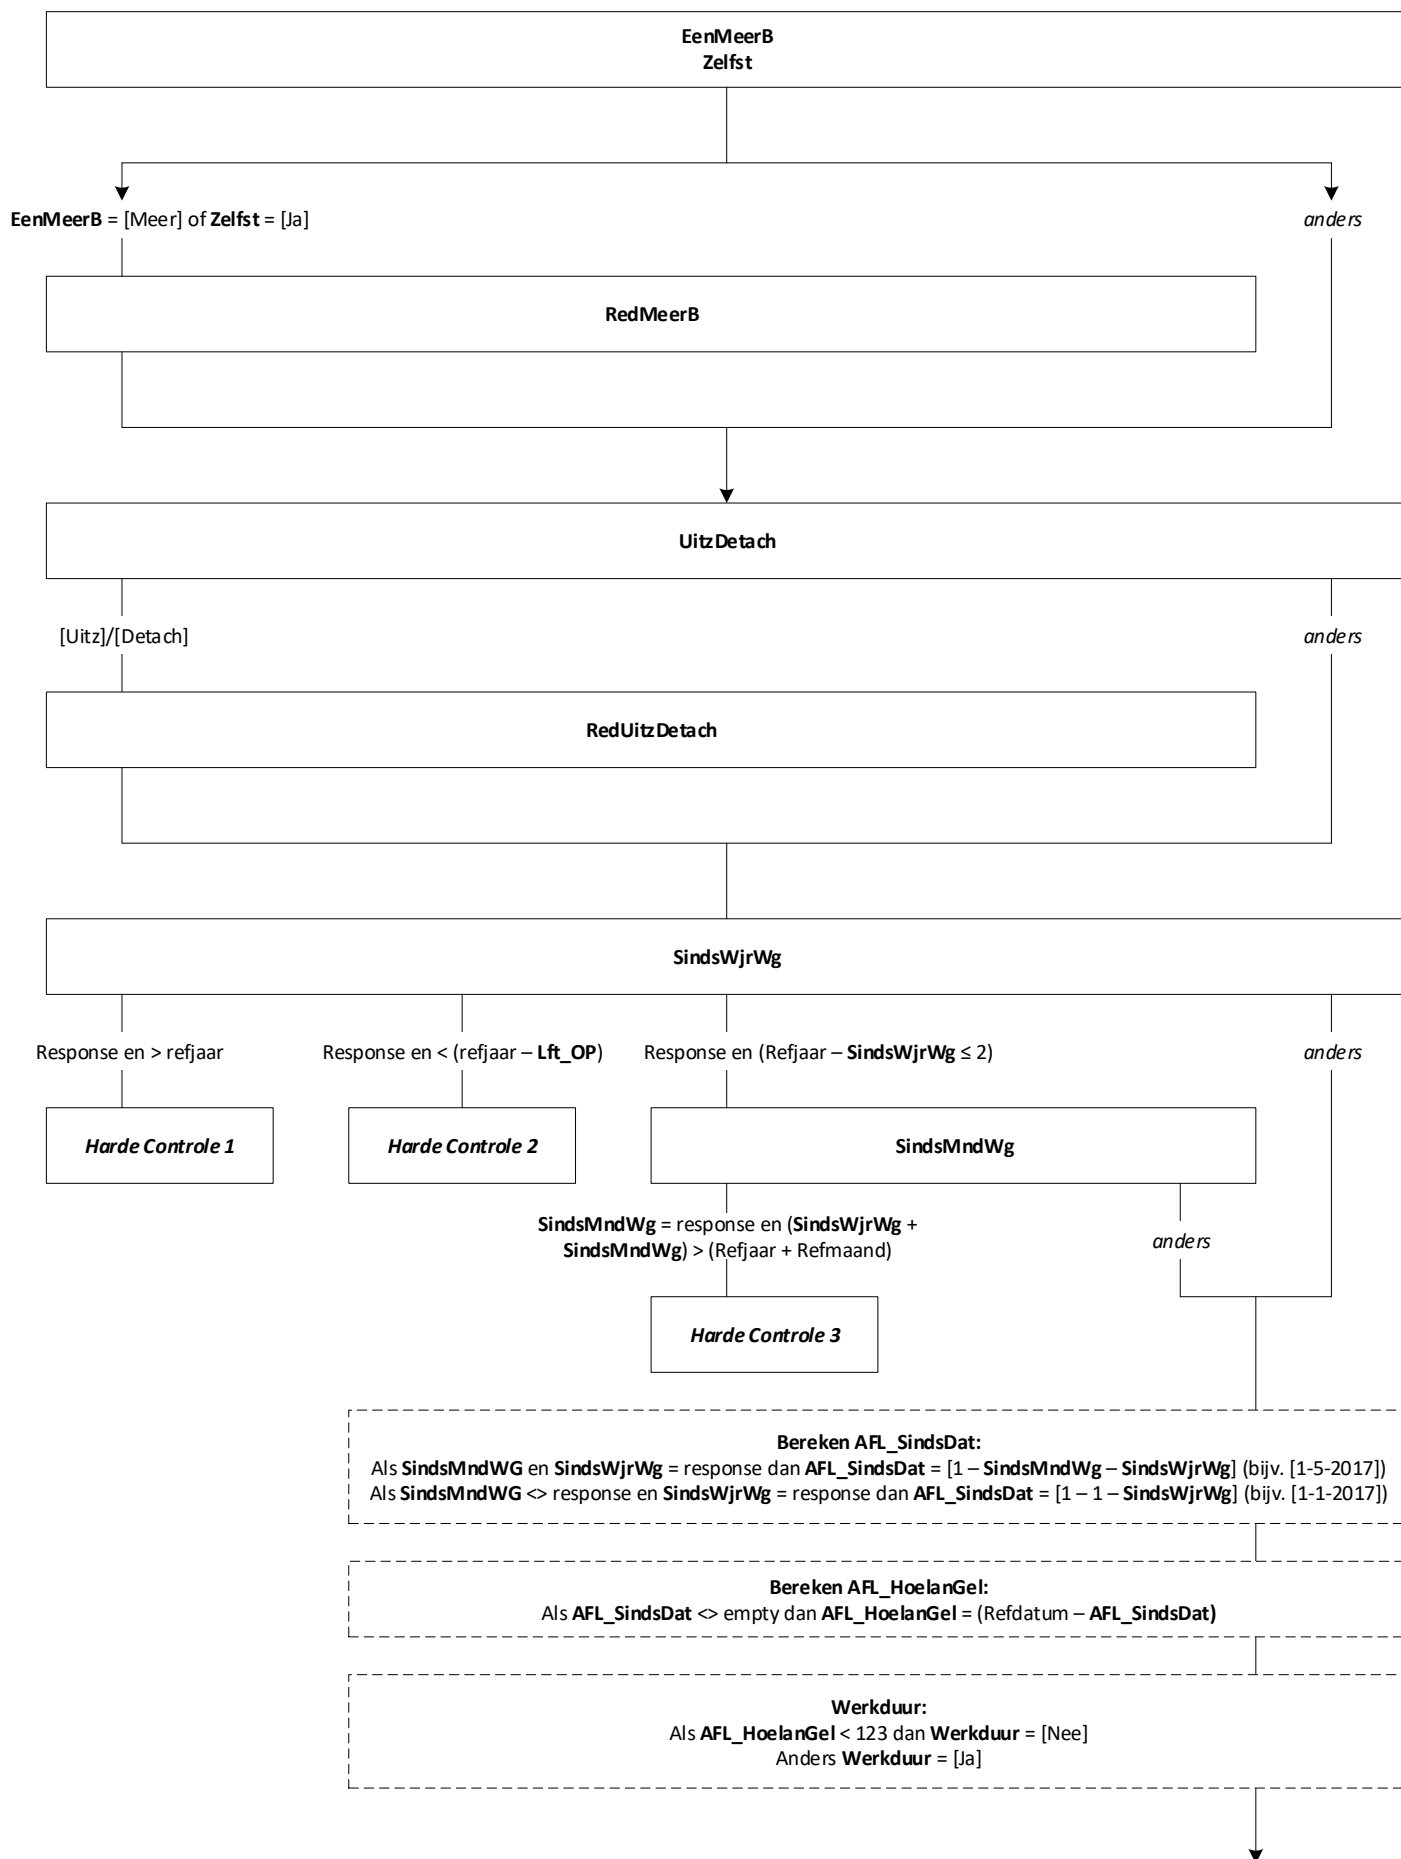 EenMeerB
Zelfst
EenMeerB = [Meer] of Zelfst = [Ja]
anders
RedMeerB
UitzDetach
[Uitz]/[Detach]
anders
RedUitzDetach
SindsWjrWg
Response en > refjaar
Response en < (refjaar – Lft_OP)
Response en (Refjaar – SindsWjrWg ≤ 2)
anders
Harde Controle 1
Harde Controle 2
SindsMndWg
SindsMndWg = response en (SindsWjrWg +
SindsMndWg) > (Refjaar + Refmaand)
anders
Harde Controle 3
Bereken AFL_SindsDat:
Als SindsMndWG en SindsWjrWg = response dan AFL_SindsDat = [1 – SindsMndWg – SindsWjrWg] (bijv. [1-5-2017])
Als SindsMndWG <> response en SindsWjrWg = response dan AFL_SindsDat = [1 – 1 – SindsWjrWg] (bijv. [1-1-2017])
Bereken AFL_HoelanGel:
Als AFL_SindsDat <> empty dan AFL_HoelanGel = (Refdatum – AFL_SindsDat)
Werkduur:
Als AFL_HoelanGel < 123 dan Werkduur = [Nee]
Anders Werkduur = [Ja]